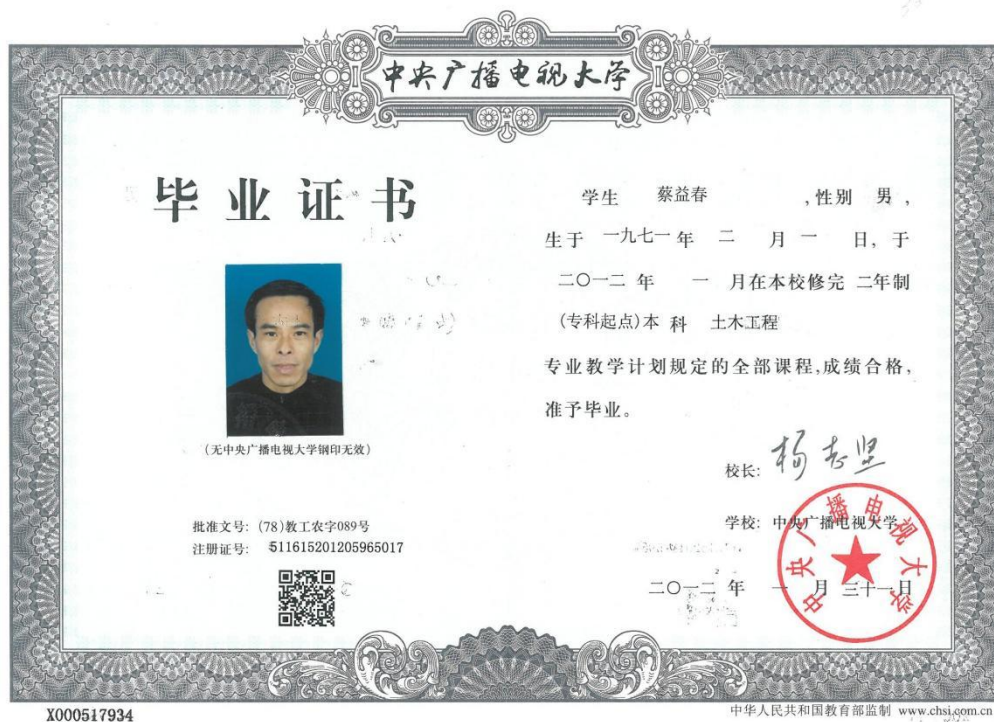 中央广播电视大学
毕业证书
(无中央广播电视大学钢印无效)
批准文号: (78)教工农字089号
注册证号: 511615201205965017
学生 蔡益春 ,性别 男 ,
生于 一九七一 年 二 月 一 日, 于
二〇一二 年 一 月在本校修完 二年制
(专科起点)本 科 土木工程
专业教学计划规定的全部课程,成绩合格,
准予毕业。
校长: 杨志坚
学校: 中央广播电视大学
中央广播电视大学
二〇一二 年 一 月 三十一日
X000517934
中华人民共和国教育部监制 www.chsi.com.cn